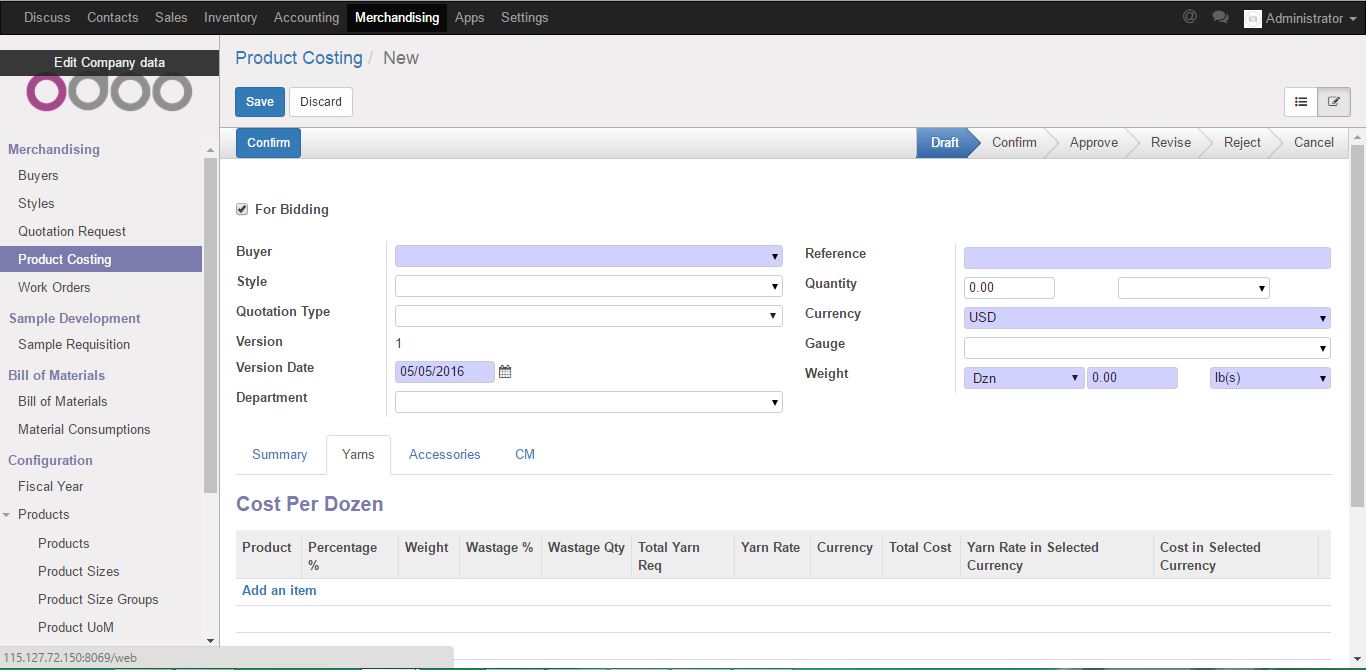 Discuss Contacts Sales Inventory Accounting Merchandising Apps Settings @ Administrator
Edit Company data
odoo
Merchandising
Buyers
Styles
Quotation Request
Product Costing
Work Orders
Sample Development
Sample Requisition
Bill of Materials
Bill of Materials
Material Consumptions
Configuration
Fiscal Year
Products
Products
Product Sizes
Product Size Groups
Product UoM
115.127.72.150:8069/web
Product Costing / New
Save Discard
Confirm Draft Confirm Approve Revise Reject Cancel
For Bidding
Buyer
Style
Quotation Type
Version 1
Version Date 05/05/2016
Department
Reference
Quantity 0.00
Currency USD
Gauge
Weight Dzn 0.00 lb(s)
Summary Yarns Accessories CM
Cost Per Dozen
Product Percentage % Weight Wastage % Wastage Qty Total Yarn Req Yarn Rate Currency Total Cost Yarn Rate in Selected Currency Cost in Selected Currency
Add an item